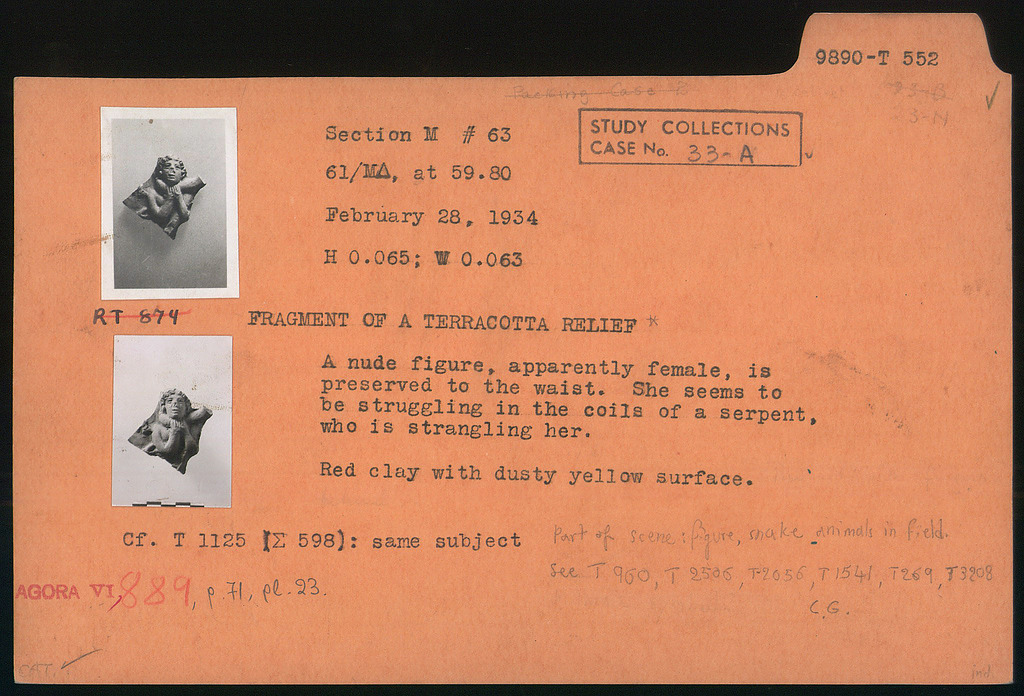 9890-T 552
Packing Case B
23-B
3-N
STUDY COLLECTIONS
CASE No. 33-A
Section M # 63
61/ΜΔ, at 59.80
February 28, 1934
H 0.065; W 0.063
RT 874
FRAGMENT OF A TERRACOTTA RELIEF *
A nude figure, apparently female, is
preserved to the waist. She seems to
be struggling in the coils of a serpent,
who is strangling her.
Red clay with dusty yellow surface.
Cf. T 1125 (Σ 598): same subject
Part of scene: figure, snake animals in field.
See T 960, T 2506, T 2056, T 1541, T 269, T 3208
C.G.
AGORA VI, 889, p. 71, pl. 23.
CAT.